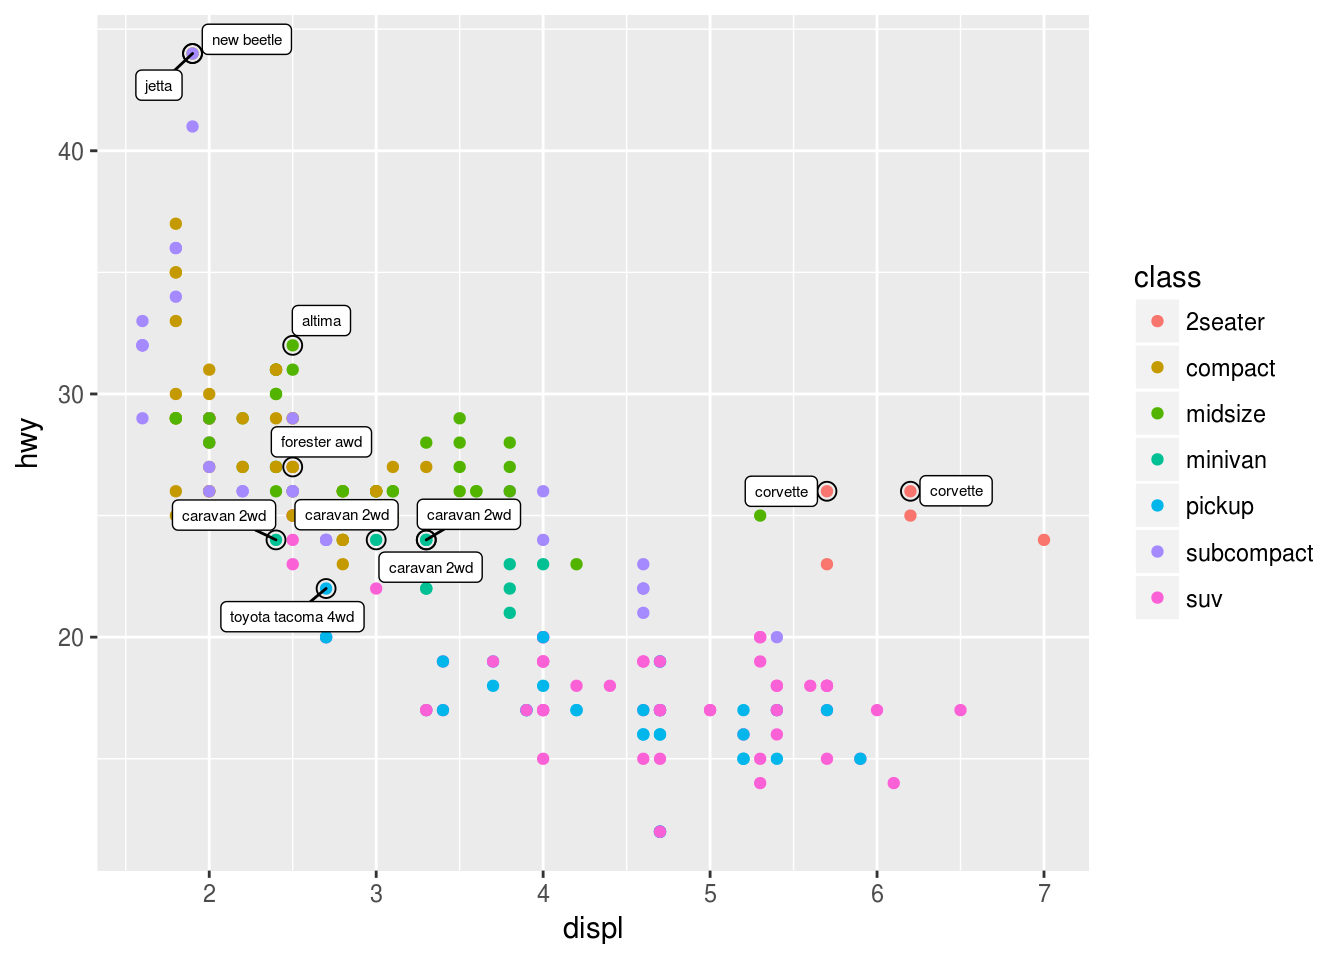 new beetle
jetta
40
altima
30
forester awd
corvette
corvette
caravan 2wd
caravan 2wd
caravan 2wd
caravan 2wd
toyota tacoma 4wd
20
hwy
2
3
4
5
6
7
displ
class
2seater
compact
midsize
minivan
pickup
subcompact
suv